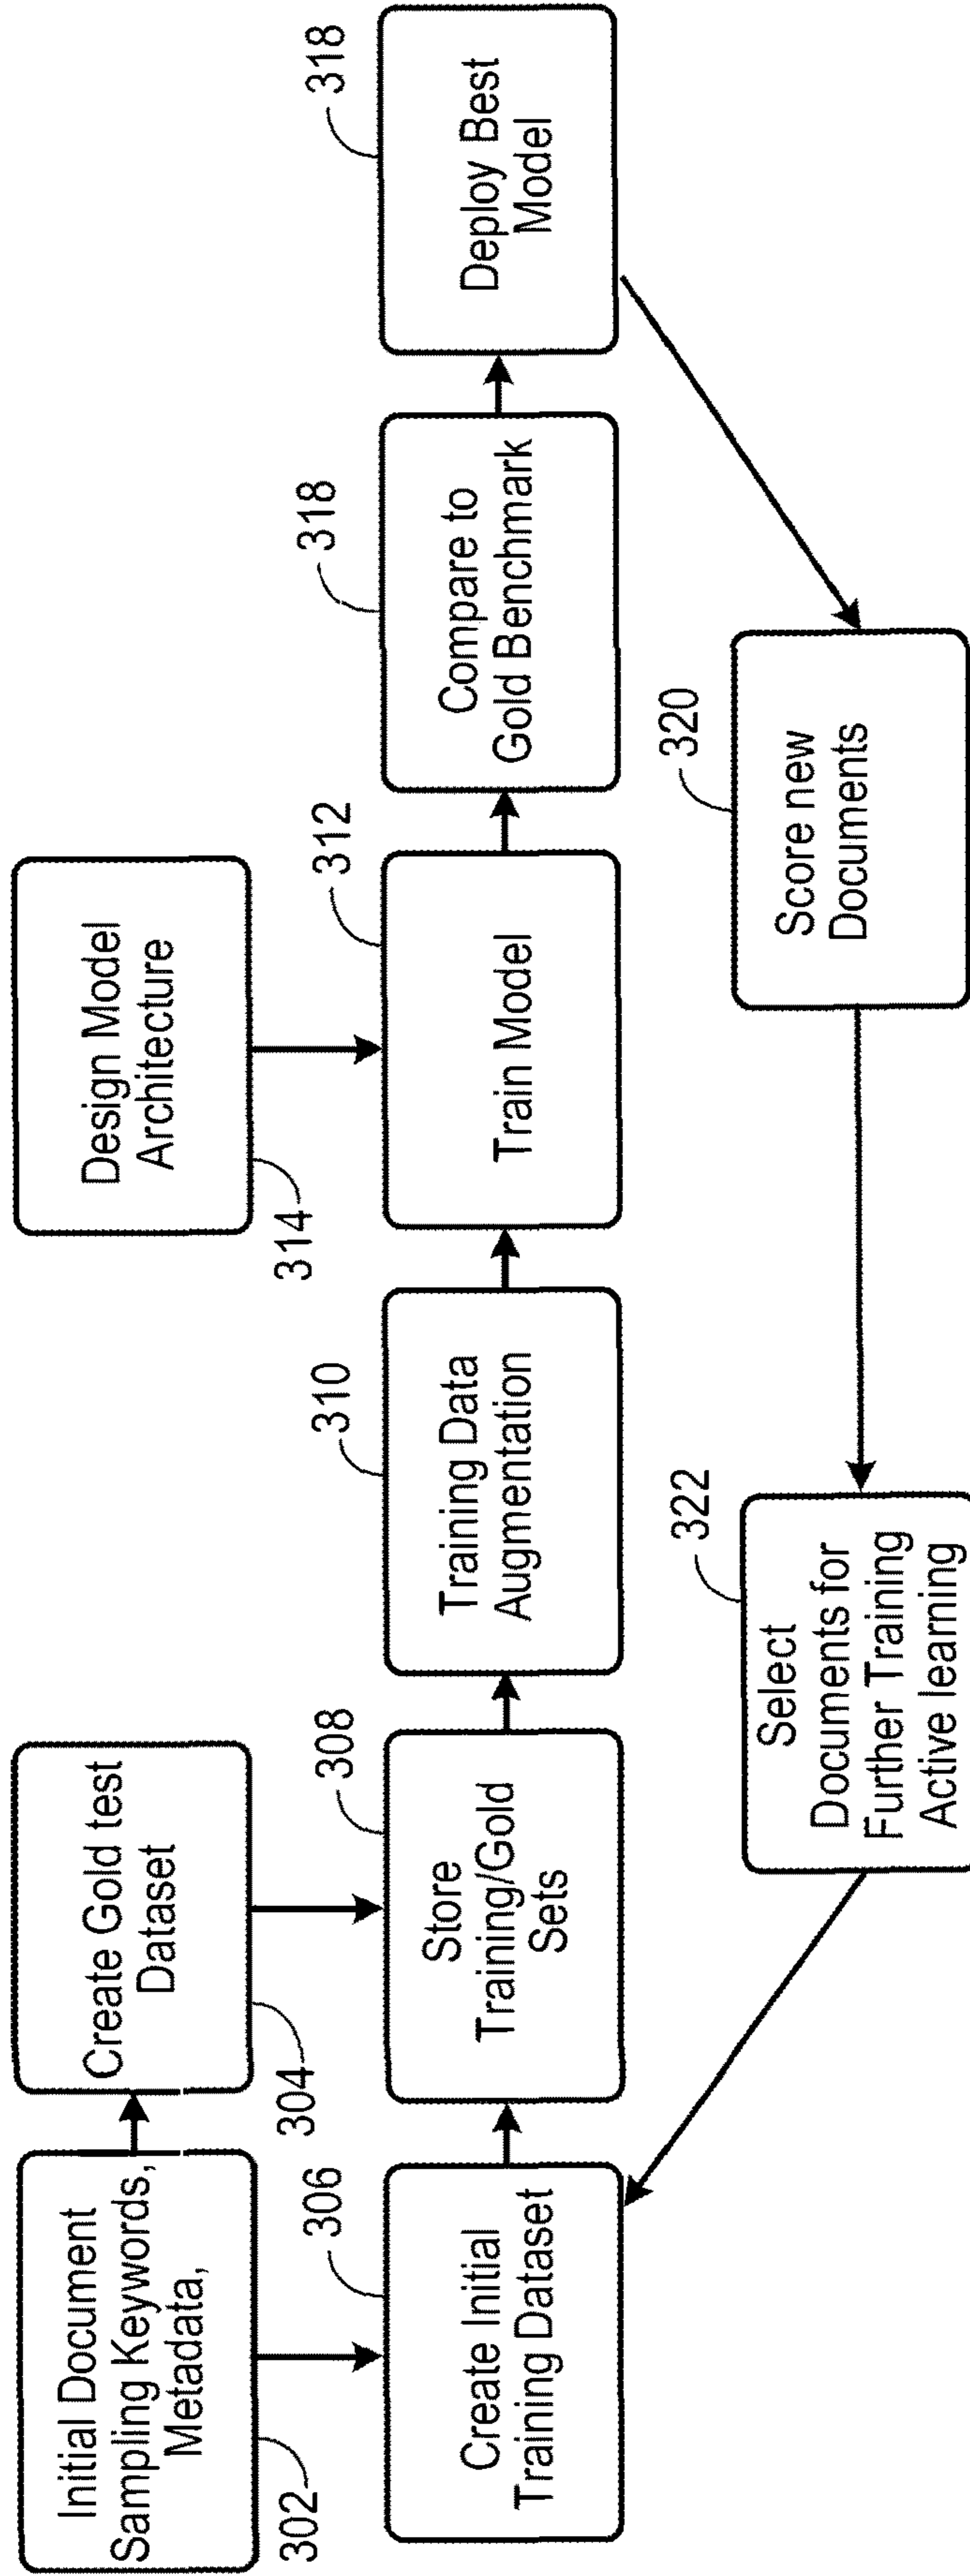 Initial Document
Sampling Keywords,
Metadata,
302
Create Gold test
Dataset
304
Design Model
Architecture
314
306
Create Initial
Training Dataset
308
Store
Training/Gold
Sets
310
Training Data
Augmentation
312
Train Model
318
Compare to
Gold Benchmark
318
Deploy Best
Model
322
Select
Documents for
Further Training
Active learning
320
Score new
Documents